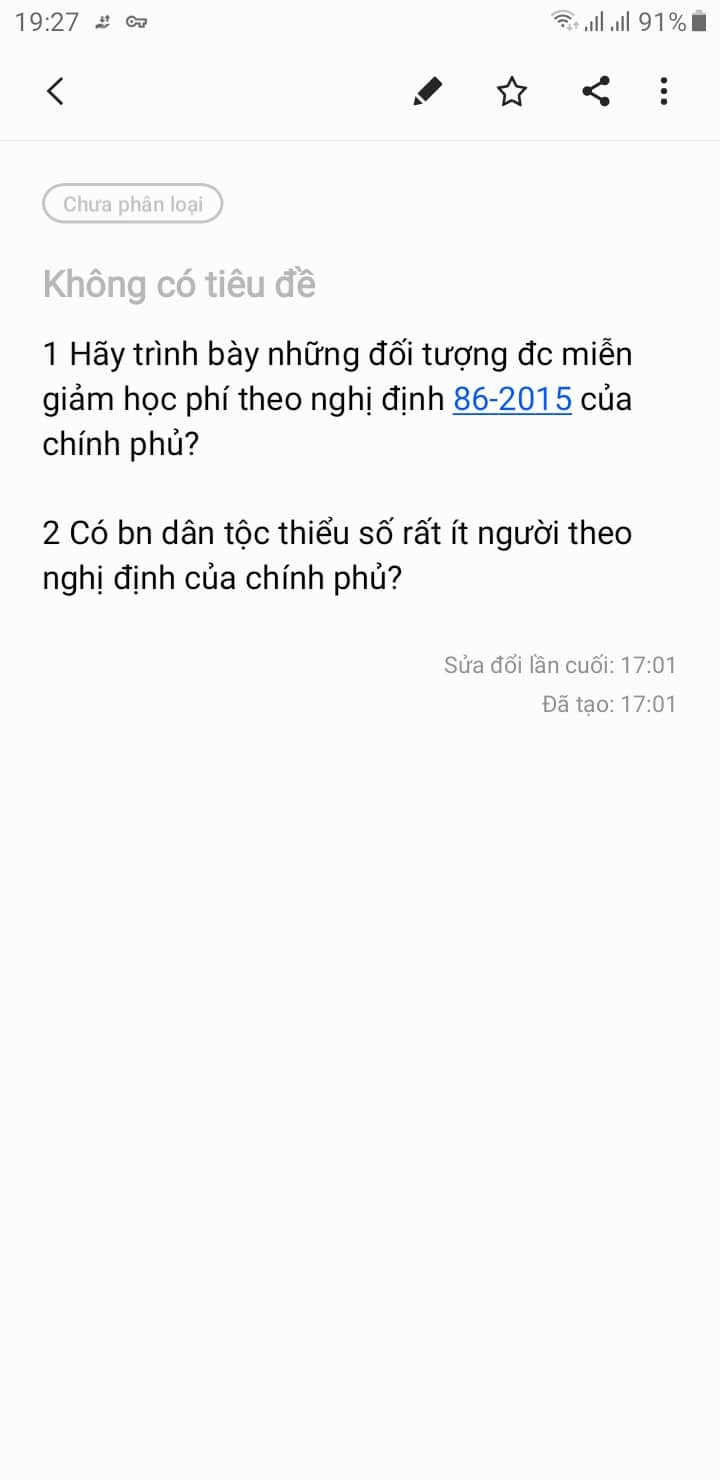 19:27
91%
Chưa phân loại
Không có tiêu đề
1 Hãy trình bày những đối tượng đc miễn
giảm học phí theo nghị định 86-2015 của
chính phủ?
2 Có bn dân tộc thiểu số rất ít người theo
nghị định của chính phủ?
Sửa đổi lần cuối: 17:01
Đã tạo: 17:01